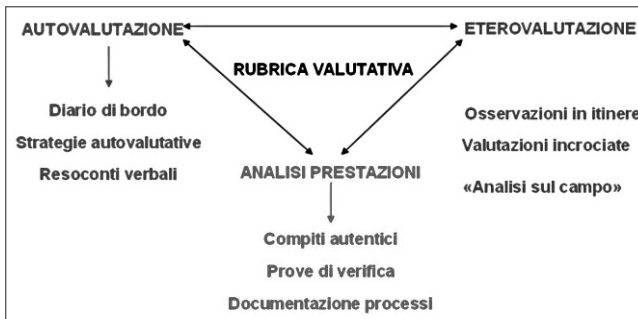 AUTOVALUTAZIONE
ETEROVALUTAZIONE
RUBRICA VALUTATIVA
Diario di bordo
Strategie autovalutative
Resoconti verbali
Osservazioni in itinere
Valutazioni incrociate
«Analisi sul campo»
ANALISI PRESTAZIONI
Compiti autentici
Prove di verifica
Documentazione processi